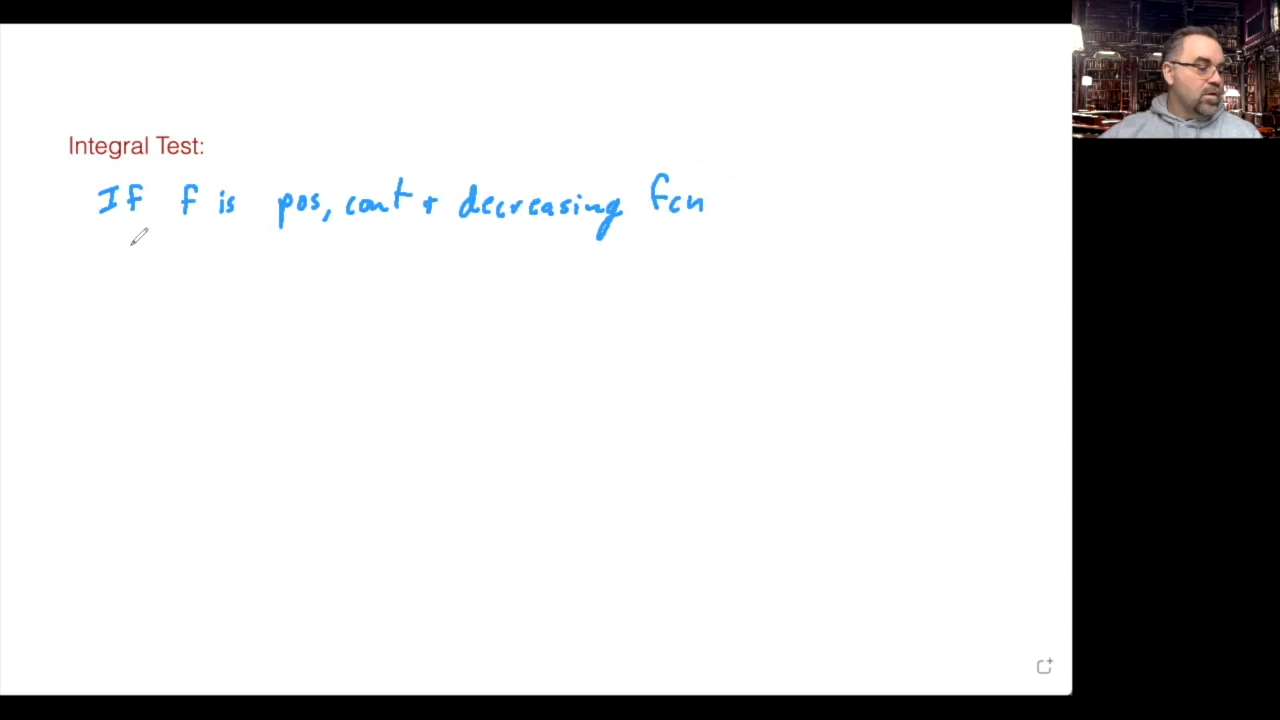 Integral Test:
If f is pos, cont + decreasing fcn